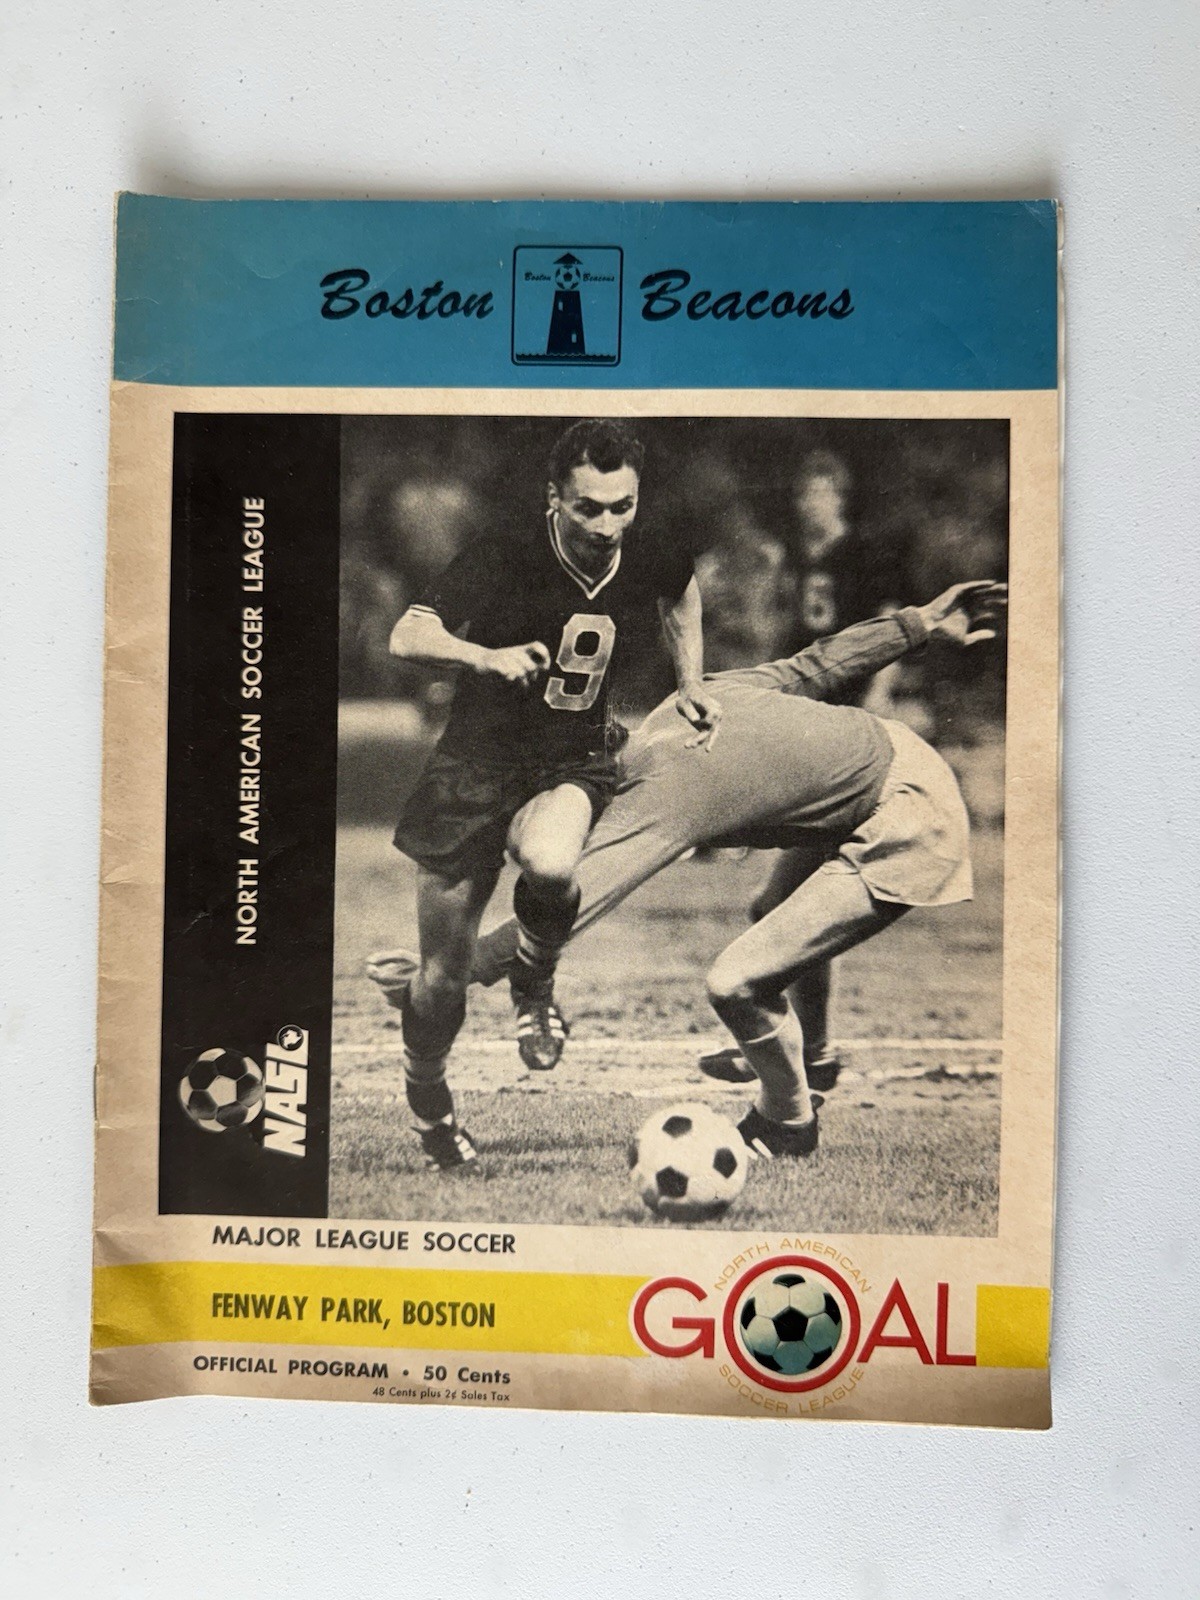 Boston Beacons
Boston Beacons
NORTH AMERICAN SOCCER LEAGUE
NASL
9
6
MAJOR LEAGUE SOCCER
FENWAY PARK, BOSTON
OFFICIAL PROGRAM • 50 Cents
48 Cents plus 2¢ Sales Tax
NORTH AMERICAN
GOAL
SOCCER LEAGUE